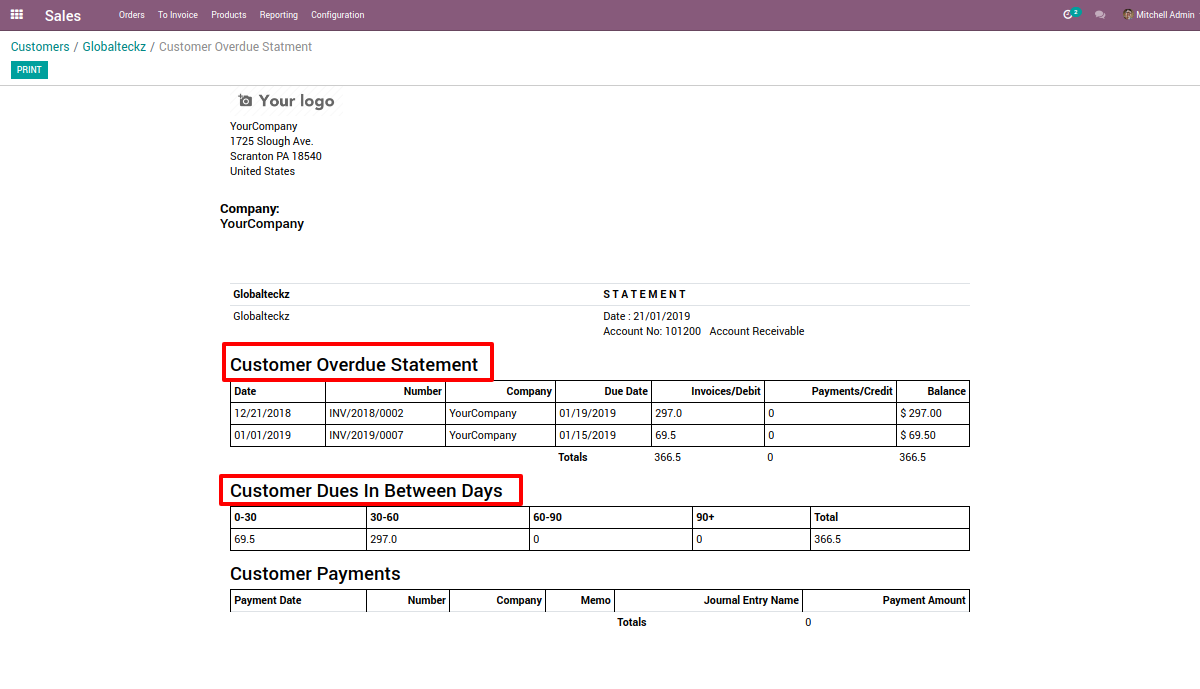 Sales Orders To Invoice Products Reporting Configuration 3 Mitchell Admin
Customers / Globalteckz / Customer Overdue Statment
PRINT
Your logo
YourCompany
1725 Slough Ave.
Scranton PA 18540
United States
Company:
YourCompany
Globalteckz STATEMENT
Globalteckz Date : 21/01/2019
Account No: 101200 Account Receivable
Customer Overdue Statement
Date Number Company Due Date Invoices/Debit Payments/Credit Balance
12/21/2018 INV/2018/0002 YourCompany 01/19/2019 297.0 0 $ 297.00
01/01/2019 INV/2019/0007 YourCompany 01/15/2019 69.5 0 $ 69.50
Totals 366.5 0 366.5
Customer Dues In Between Days
0-30 30-60 60-90 90+ Total
69.5 297.0 0 0 366.5
Customer Payments
Payment Date Number Company Memo Journal Entry Name Payment Amount
Totals 0